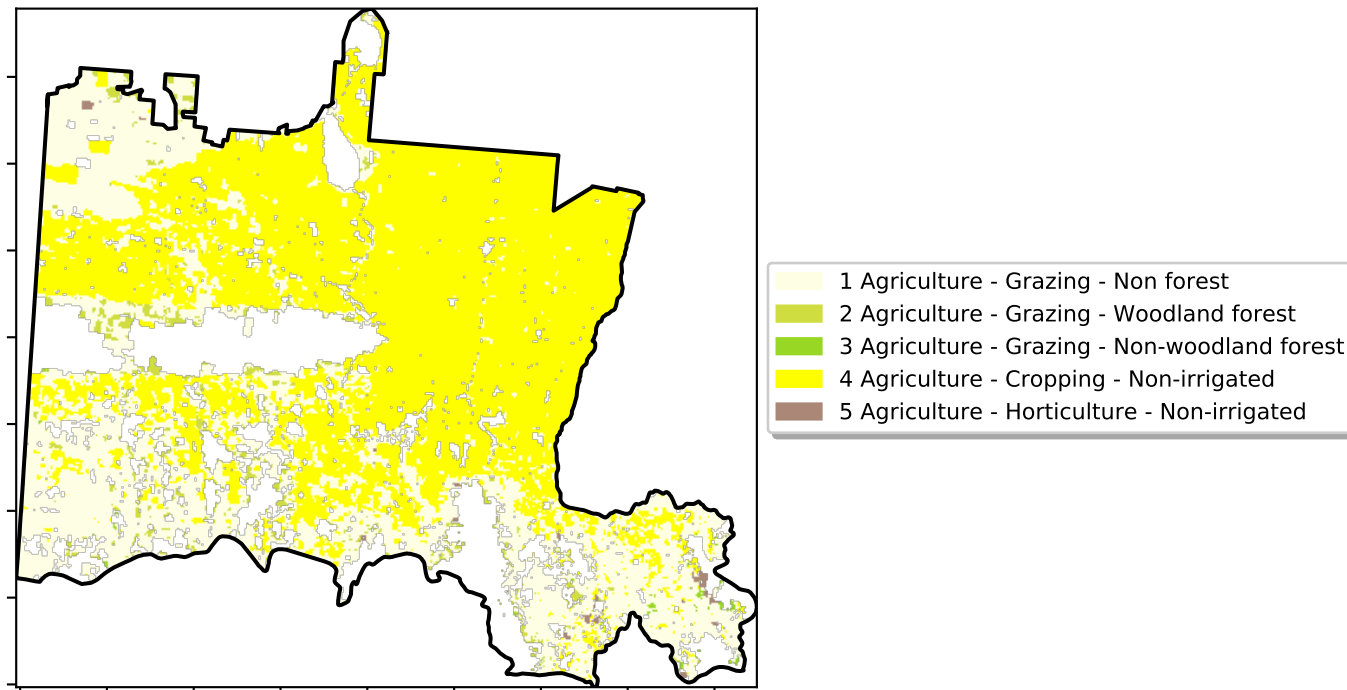 1 Agriculture - Grazing - Non forest
2 Agriculture - Grazing - Woodland forest
3 Agriculture - Grazing - Non-woodland forest
4 Agriculture - Cropping - Non-irrigated
5 Agriculture - Horticulture - Non-irrigated